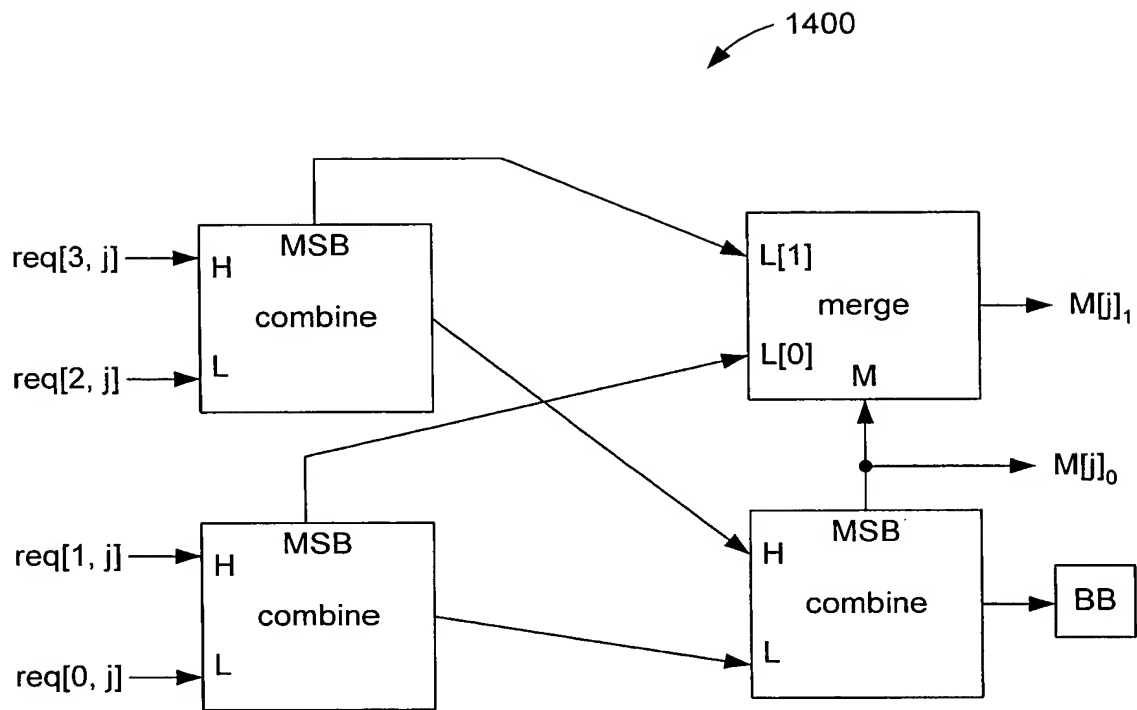 1400
req[3, j]
H
MSB
combine
L
req[2, j]
L[1]
merge
L[0]
M
M[j]₁
M[j]₀
req[1, j]
H
MSB
combine
L
req[0, j]
H
MSB
combine
L
BB